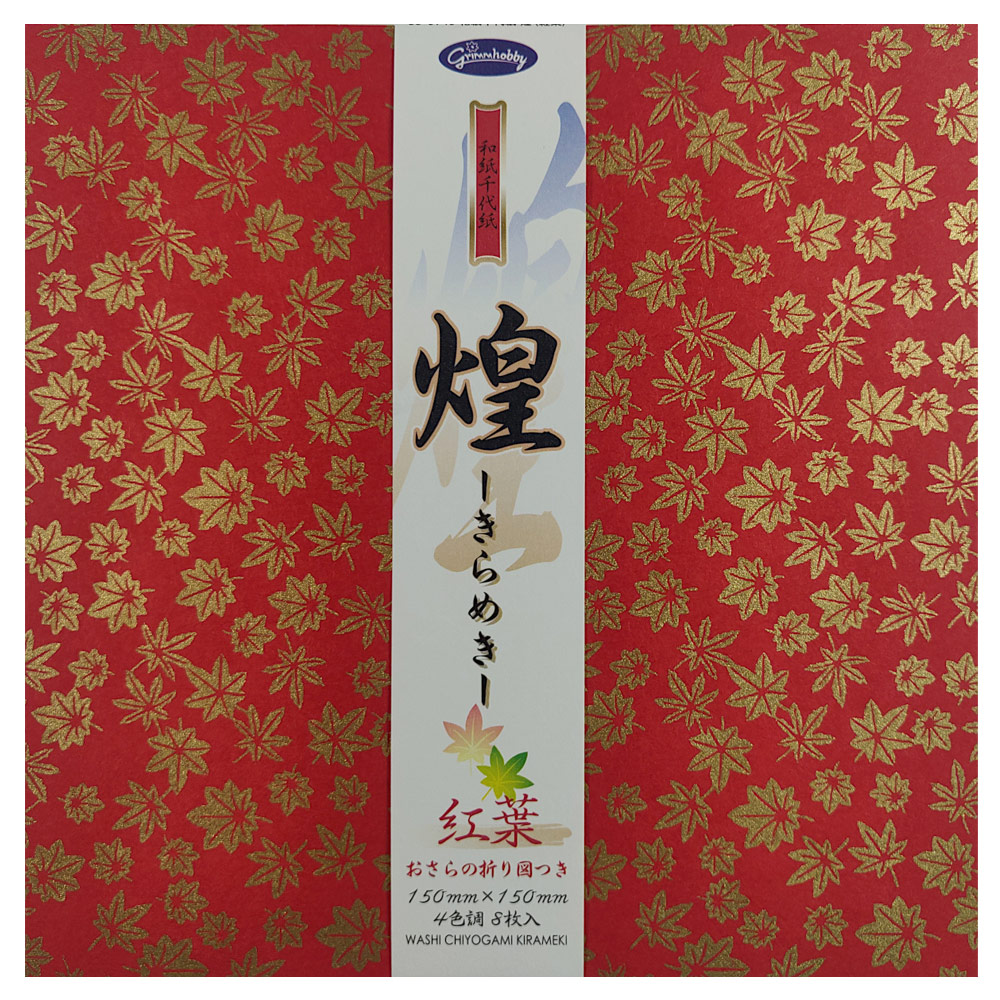 Grimmhobby
和紙千代紙
煌
ーきらめきー
紅葉
おさらの折り図つき
150mm×150mm
4色調 8枚入
WASHI CHIYOGAMI KIRAMEKI